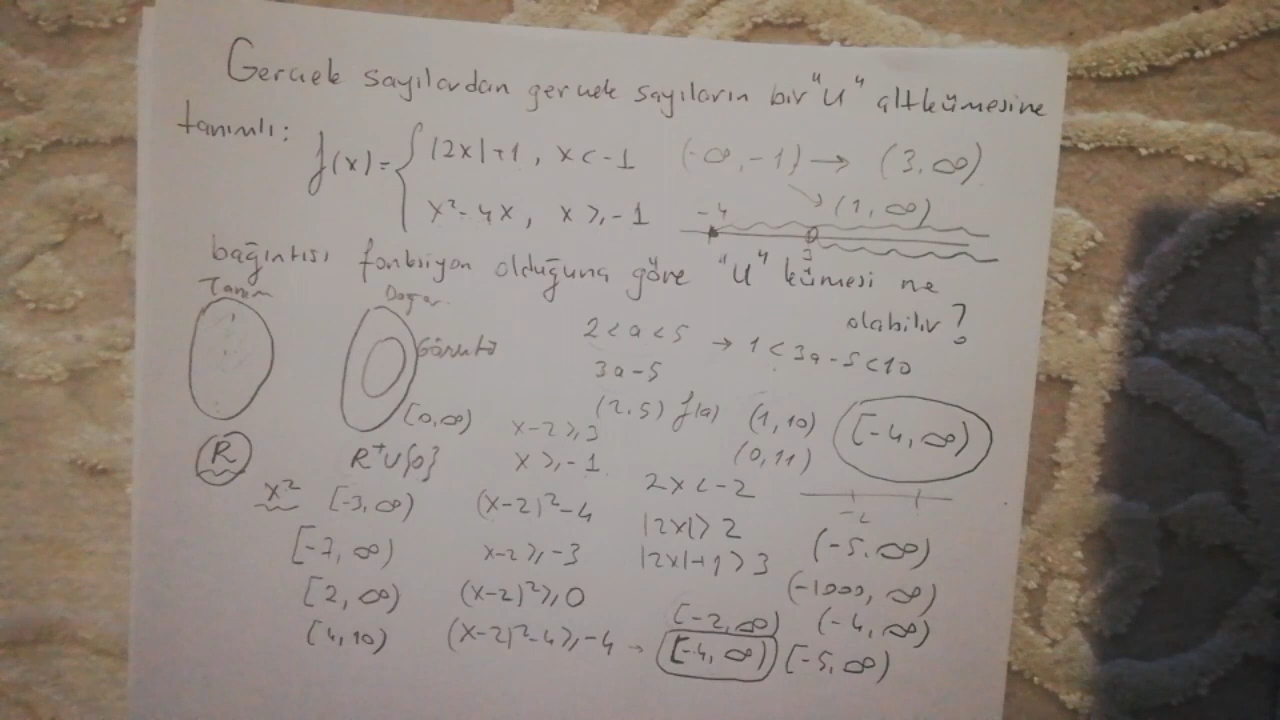 Gerçek sayılardan gerçek sayıların bir "U" altkümesine
tanımlı:
f(x)= { |2x|+1, x<-1
x²-4x, x≥-1
(-∞,-1) → (3,∞)
↘ (1,∞)
-4
3
bağıntısı fonksiyon olduğuna göre "U" kümesi ne
olabilir?
Tanım
Değer
Görüntü
2<a<5 → 1<3a-5<10
3a-5
(2,5) f(a) (1,10) [-4,∞)
[0,∞) x-2≥,3 (0,11)
R R⁺∪{0} x≥-1
2x<-2
-2
x² [-3,∞) (x-2)²-4 |2x|>2
[-7,∞) x-2≥-3 |2x|+1>3 (-5,∞)
[2,∞) (x-2)²≥0 (-1000,∞)
[-2,∞) (-4,∞)
[4,10) (x-2)²-4≥-4 → [-4,∞) [-5,∞)